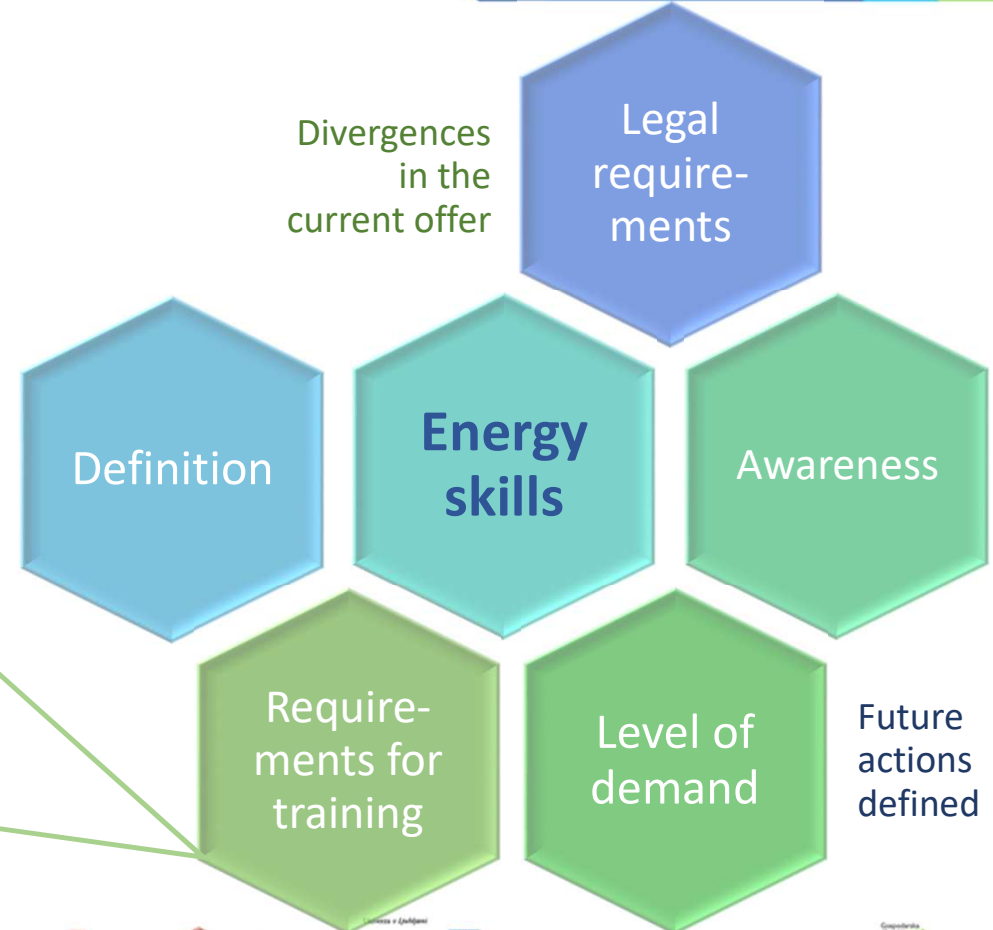 Divergences
in the
current offer
Legal
require-
ments
Definition
Energy
skills
Awareness
Require-
ments for
training
Level of
demand
Future
actions
defined